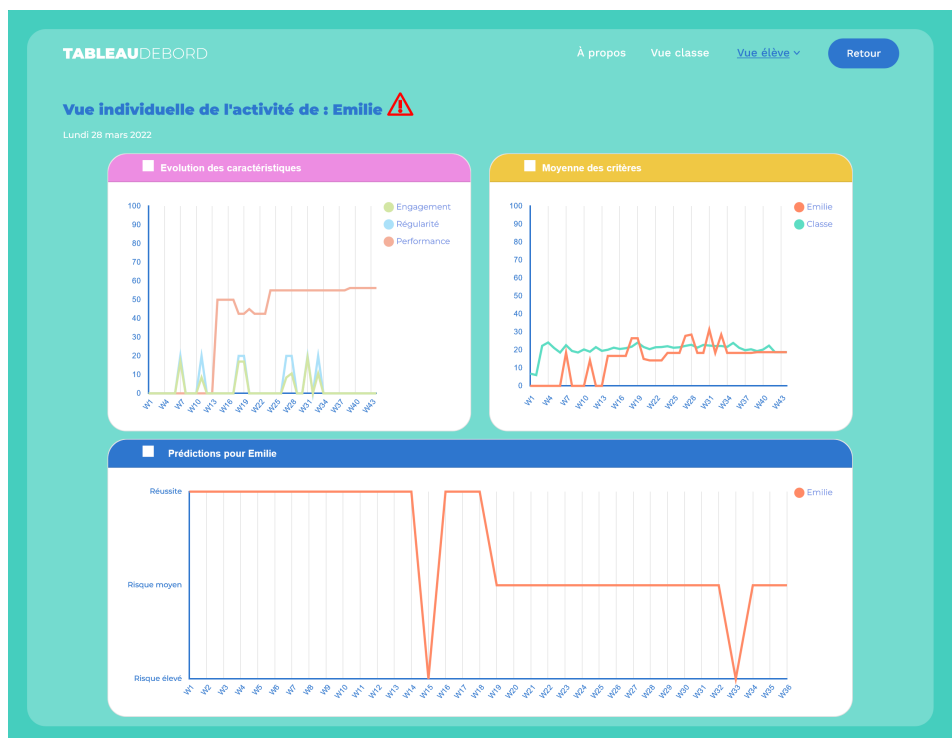 TABLEAUDEBORD
À propos
Vue classe
Vue élève
Retour
Vue individuelle de l'activité de : Emilie
Lundi 28 mars 2022
Evolution des caractéristiques
100
90
80
70
60
50
40
30
20
10
0
W1 W4 W7 W10 W13 W16 W19 W22 W25 W28 W31 W34 W37 W40 W43
Engagement
Régularité
Performance
Moyenne des critères
100
90
80
70
60
50
40
30
20
10
0
W1 W4 W7 W10 W13 W16 W19 W22 W25 W28 W31 W34 W37 W40 W43
Emilie
Classe
Prédictions pour Emilie
Réussite
Risque moyen
Risque élevé
W1 W2 W3 W4 W5 W6 W7 W8 W9 W10 W11 W12 W13 W14 W15 W16 W17 W18 W19 W20 W21 W22 W23 W24 W25 W26 W27 W28 W29 W30 W31 W32 W33 W34 W35 W36
Emilie